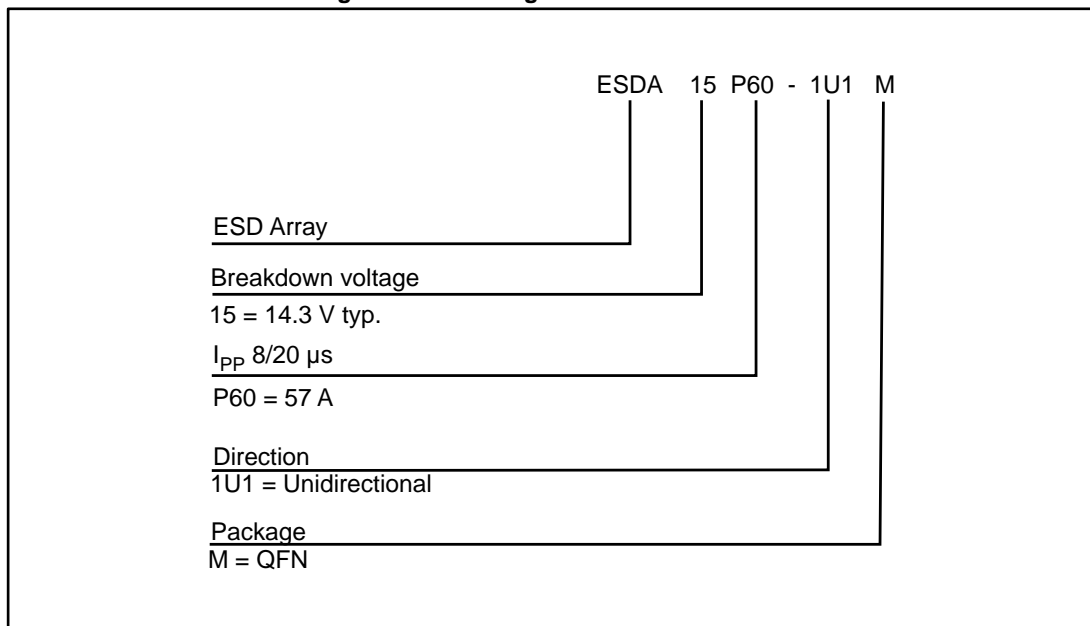 ESDA 15 P60 - 1U1 M
ESD Array
Breakdown voltage
15 = 14.3 V typ.
IPP 8/20 µs
P60 = 57 A
Direction
1U1 = Unidirectional
Package
M = QFN